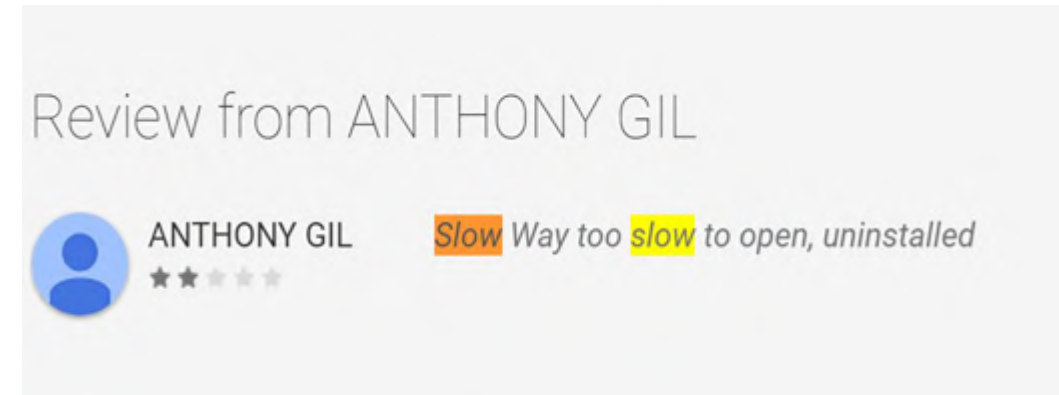 Review from ANTHONY GIL
ANTHONY GIL
Slow Way too slow to open, uninstalled